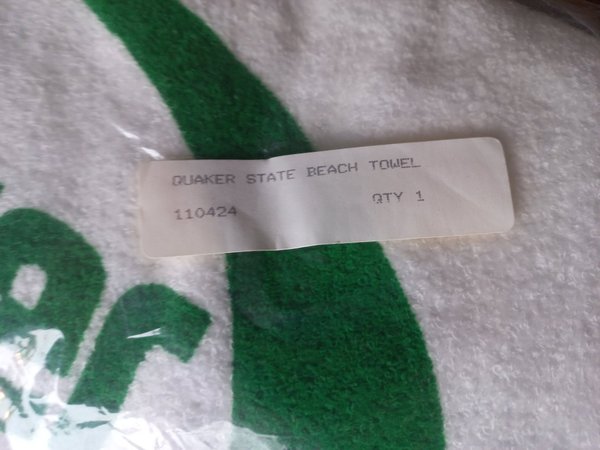 QUAKER STATE BEACH TOWEL
110424 QTY 1